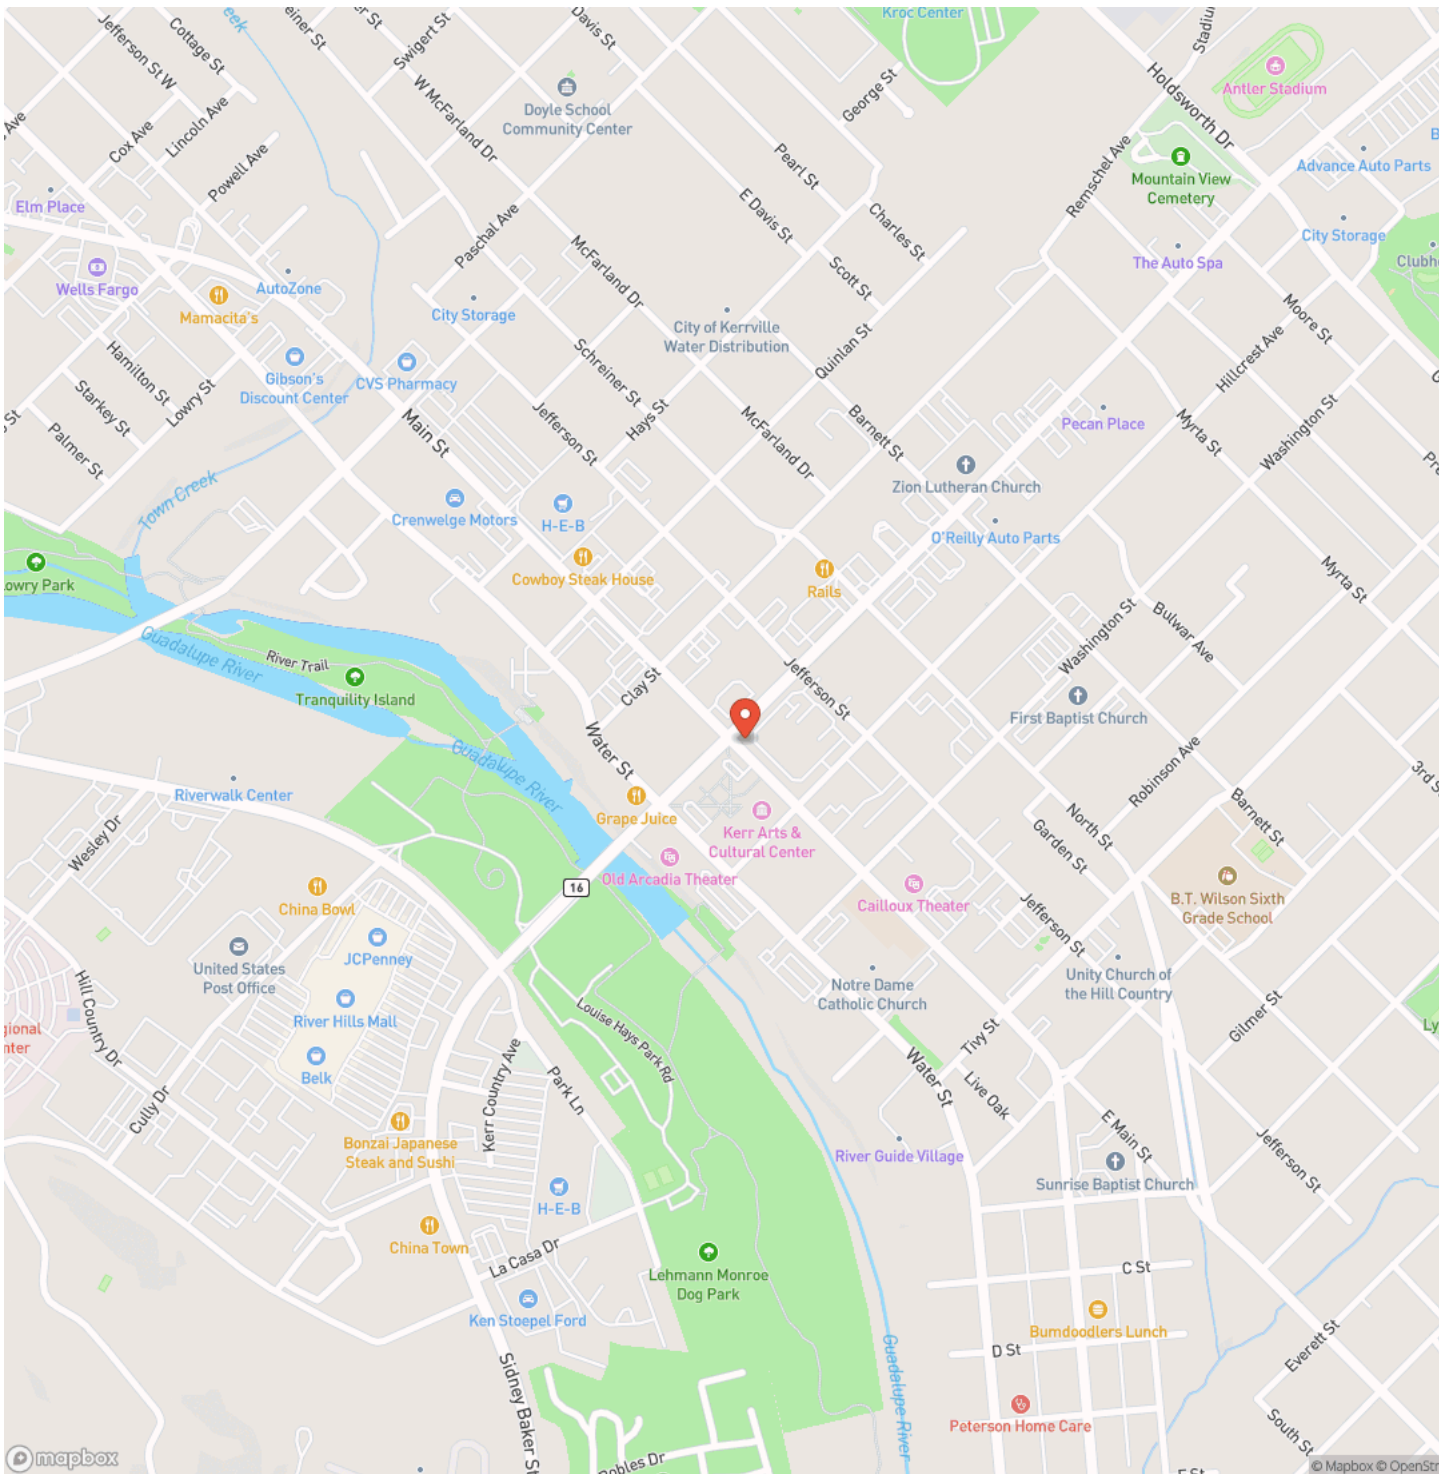 Kroc Center
Creek
Jefferson St W
Cottage St
einer St
er St
Swigert St
Davis St
Stadiu
Holdsworth Dr
Antler Stadium
George St
Doyle School
Community Center
W McFarland Dr
Cox Ave
Lincoln Ave
Ave
Powell Ave
Pearl St
Remschel Ave
Advance Auto Parts
B
Mountain View
Cemetery
Elm Place
Paschal Ave
E Davis St
Charles St
City Storage
The Auto Spa
Clubh
Wells Fargo
AutoZone
McFarland Dr
Scott St
Mamacita's
City Storage
City of Kerrville
Water Distribution
Moore St
Quinlan St
Hillcrest Ave
Hamilton St
Gibson's
Discount Center
CVS Pharmacy
Schreiner St
Starkey St
Lowry St
Palmer St
St
Main St
Jefferson St
Hays St
McFarland Dr
Barnett St
Pecan Place
Myrta St
Washington St
Pre
G
Town Creek
Crenwelge Motors
H-E-B
Zion Lutheran Church
O'Reilly Auto Parts
Lowry Park
Cowboy Steak House
Rails
Myrta St
Washington St
Bulwar Ave
Guadalupe River
River Trail
Tranquility Island
Clay St
Jefferson St
First Baptist Church
Guadalupe River
Water St
Riverwalk Center
Grape Juice
Kerr Arts &
Cultural Center
Robinson Ave
3rd S
Barnett St
North St
Garden St
Wesley Dr
Old Arcadia Theater
16
China Bowl
Cailloux Theater
B.T. Wilson Sixth
Grade School
JCPenney
United States
Post Office
Jefferson St
Notre Dame
Catholic Church
Unity Church of
the Hill Country
Hill Country Dr
River Hills Mall
Louise Hays Park Rd
Gilmer St
gional
nter
Ly
Belk
Kerr Country Ave
Park Ln
Tivy St
Water St
Live Oak
Cully Dr
Bonzai Japanese
Steak and Sushi
E Main St
Jefferson St
River Guide Village
Sunrise Baptist Church
H-E-B
China Town
La Casa Dr
Lehmann Monroe
Dog Park
C St
Ken Stoepel Ford
Bumdoodlers Lunch
D St
Everett St
Sidney Baker St
Guadalupe River
Peterson Home Care
South St
Robles Dr
E St
mapbox
© Mapbox © OpenStr